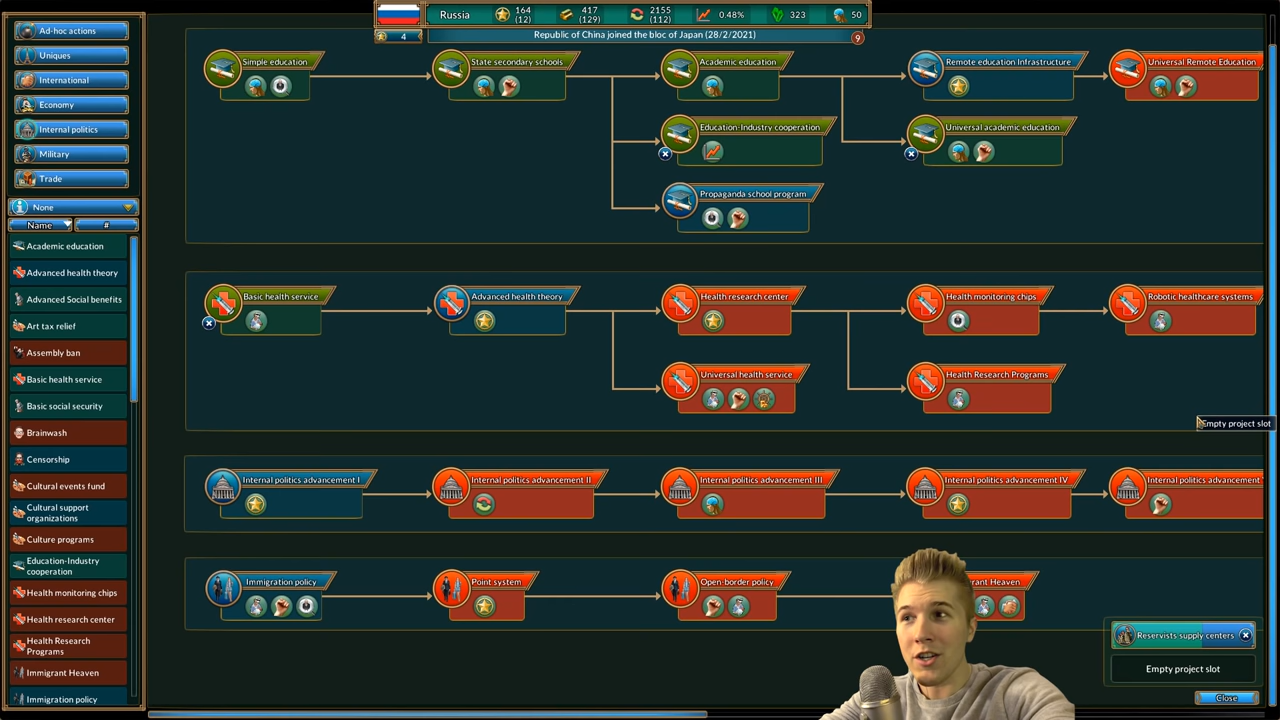 Russia
164
(12)
417
(129)
2155
(112)
0.48%
323
50
4
Republic of China joined the bloc of Japan (28/2/2021)
9
Ad-hoc actions
Uniques
International
Economy
Internal politics
Military
Trade
None
Name
#
Academic education
Advanced health theory
Advanced Social benefits
Art tax relief
Assembly ban
Basic health service
Basic social security
Brainwash
Censorship
Cultural events fund
Cultural support
organizations
Culture programs
Education-Industry
cooperation
Health monitoring chips
Health research center
Health Research
Programs
Immigrant Heaven
Immigration policy
Simple education
State secondary schools
Academic education
Remote education Infrastructure
Universal Remote Education
Education-Industry cooperation
Universal academic education
Propaganda school program
Basic health service
Advanced health theory
Health research center
Health monitoring chips
Robotic healthcare systems
Universal health service
Health Research Programs
Empty project slot
Internal politics advancement I
Internal politics advancement II
Internal politics advancement III
Internal politics advancement IV
Internal politics advancement
Immigration policy
Point system
Open-border policy
Heaven
Reservists supply centers
Empty project slot
Close